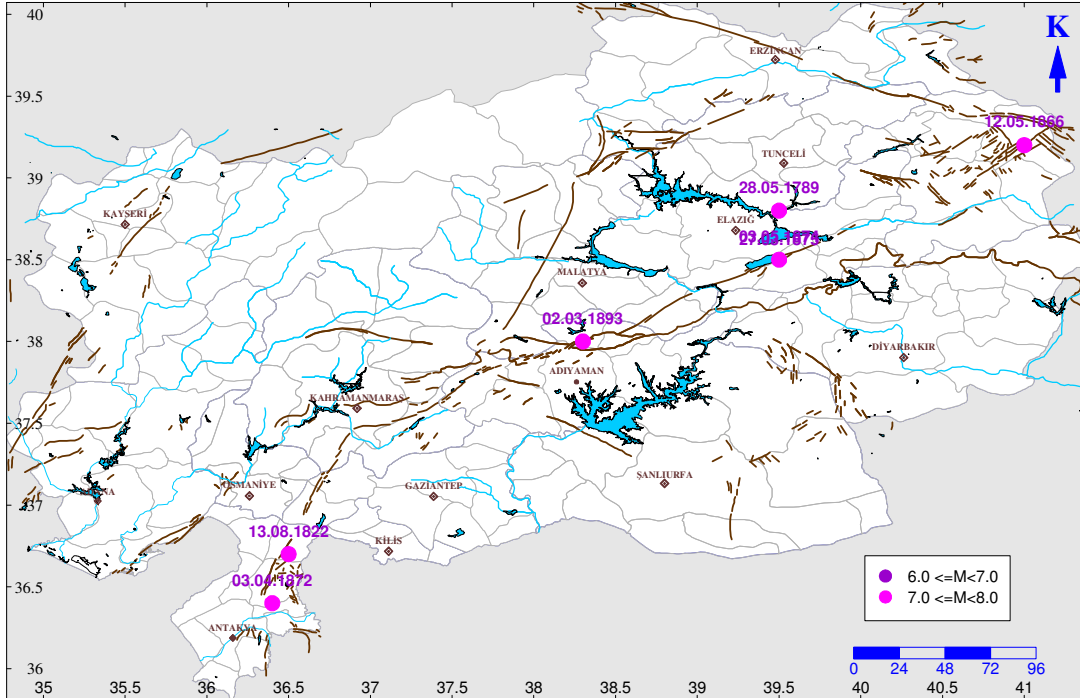 40
K
ERZİNCAN
39.5
12.05.1866
TUNCELİ
39
28.05.1789
KAYSERİ
ELAZIĞ
38.5
MALATYA
02.03.1893
38
DİYARBAKIR
ADIYAMAN
KAHRAMANMARAŞ
37.5
ŞANLIURFA
OSMANİYE
GAZİANTEP
37
13.08.1822
KİLİS
36.5
03.04.1872
6.0 <=M<7.0
7.0 <=M<8.0
ANTAKYA
36
0 24 48 72 96
35 35.5 36 36.5 37 37.5 38 38.5 39 39.5 40 40.5 41